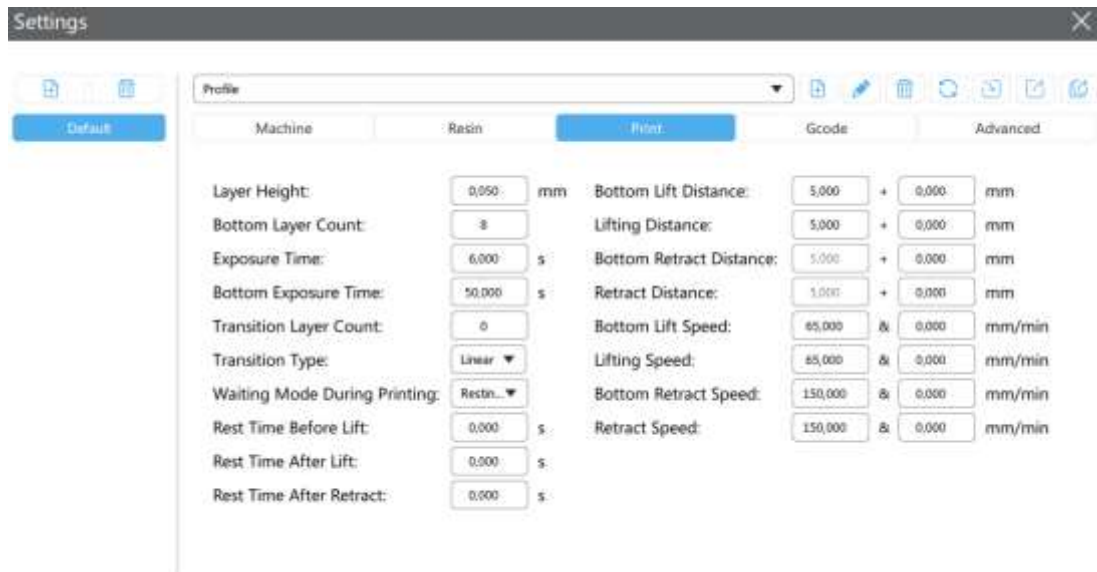 Settings
Profile
Default
Machine Resin Print Gcode Advanced
Layer Height: 0,050 mm Bottom Lift Distance: 5,000 + 0,000 mm
Bottom Layer Count: 8 Lifting Distance: 5,000 + 0,000 mm
Exposure Time: 6,000 s Bottom Retract Distance: 5,000 + 0,000 mm
Bottom Exposure Time: 50,000 s Retract Distance: 5,000 + 0,000 mm
Transition Layer Count: 0 Bottom Lift Speed: 65,000 & 0,000 mm/min
Transition Type: Linear Lifting Speed: 65,000 & 0,000 mm/min
Waiting Mode During Printing: Restin... Bottom Retract Speed: 150,000 & 0,000 mm/min
Rest Time Before Lift: 0,000 s Retract Speed: 150,000 & 0,000 mm/min
Rest Time After Lift: 0,000 s
Rest Time After Retract: 0,000 s